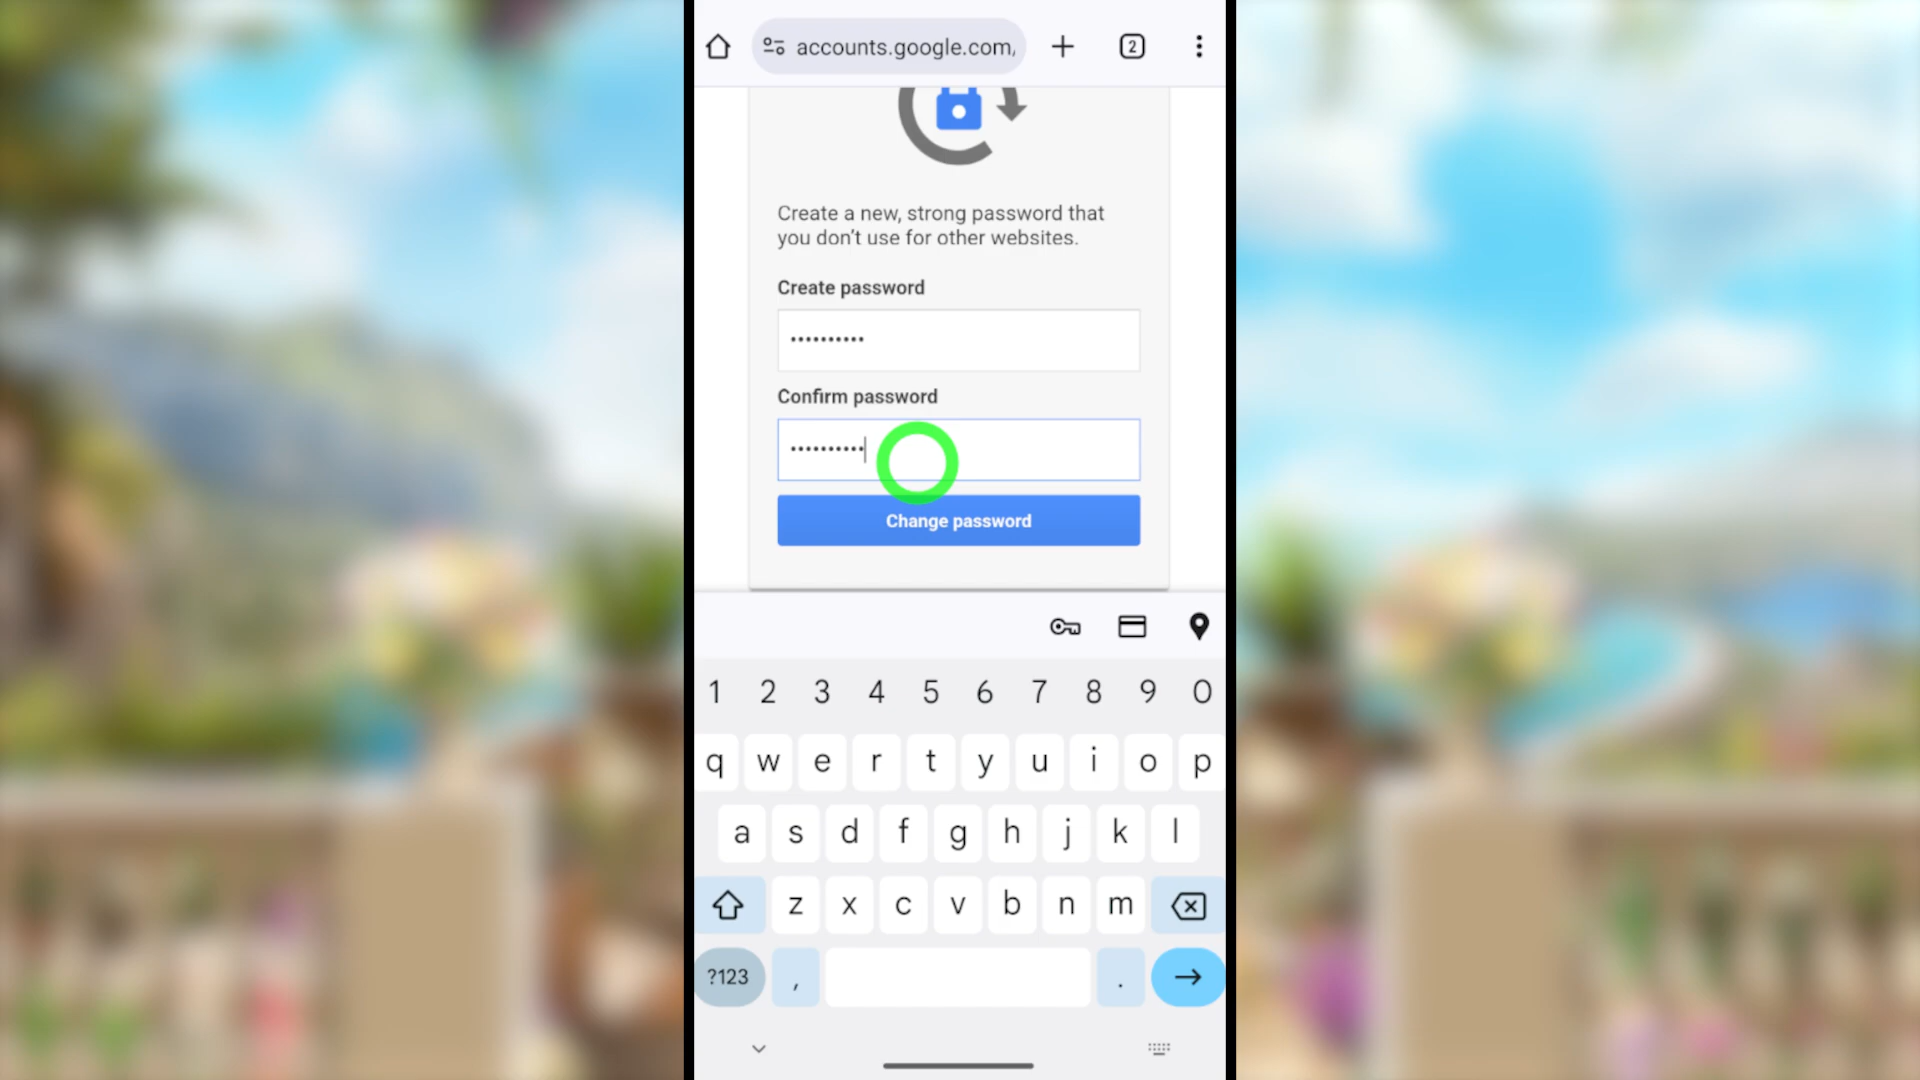 accounts.google.com,
2
Create a new, strong password that
you don't use for other websites.
Create password
••••••••••
Confirm password
••••••••••
Change password
1 2 3 4 5 6 7 8 9 0
q w e r t y u i o p
a s d f g h j k l
z x c v b n m
?123 , .